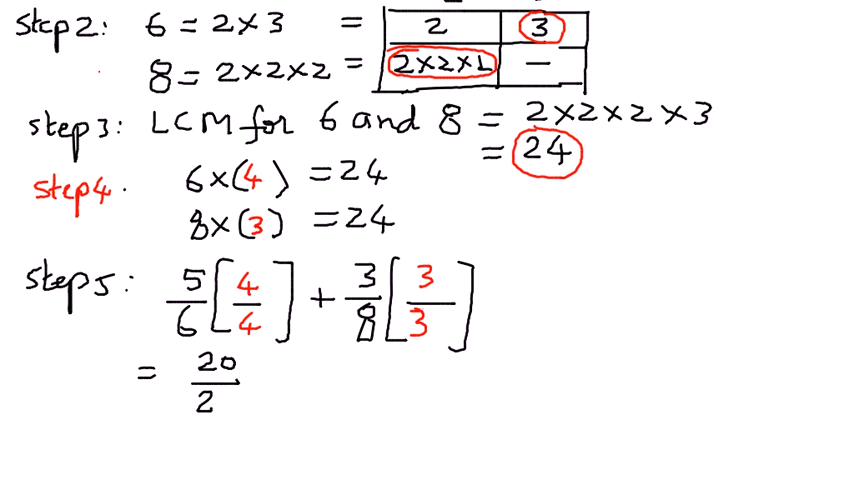 step2: 6 = 2×3 = 2 3
8 = 2×2×2 = 2×2×2 —
step3: LCM for 6 and 8 = 2×2×2×3
= 24
step4. 6×(4) = 24
8×(3) = 24
step5: 5/6 [4/4] + 3/8 [3/3]
= 20/2